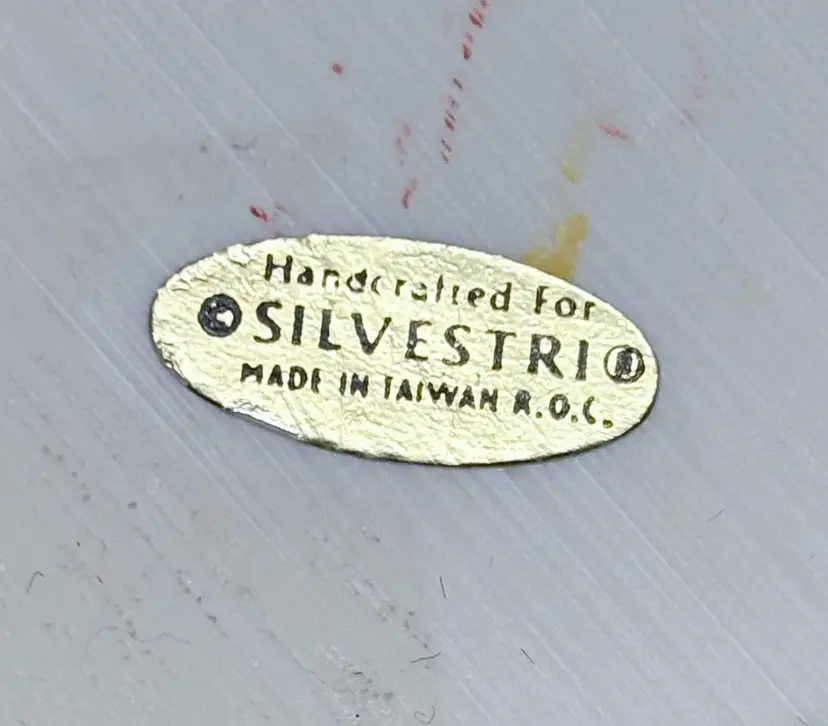 Handcrafted For
© SILVESTRI ®
MADE IN TAIWAN R.O.C.